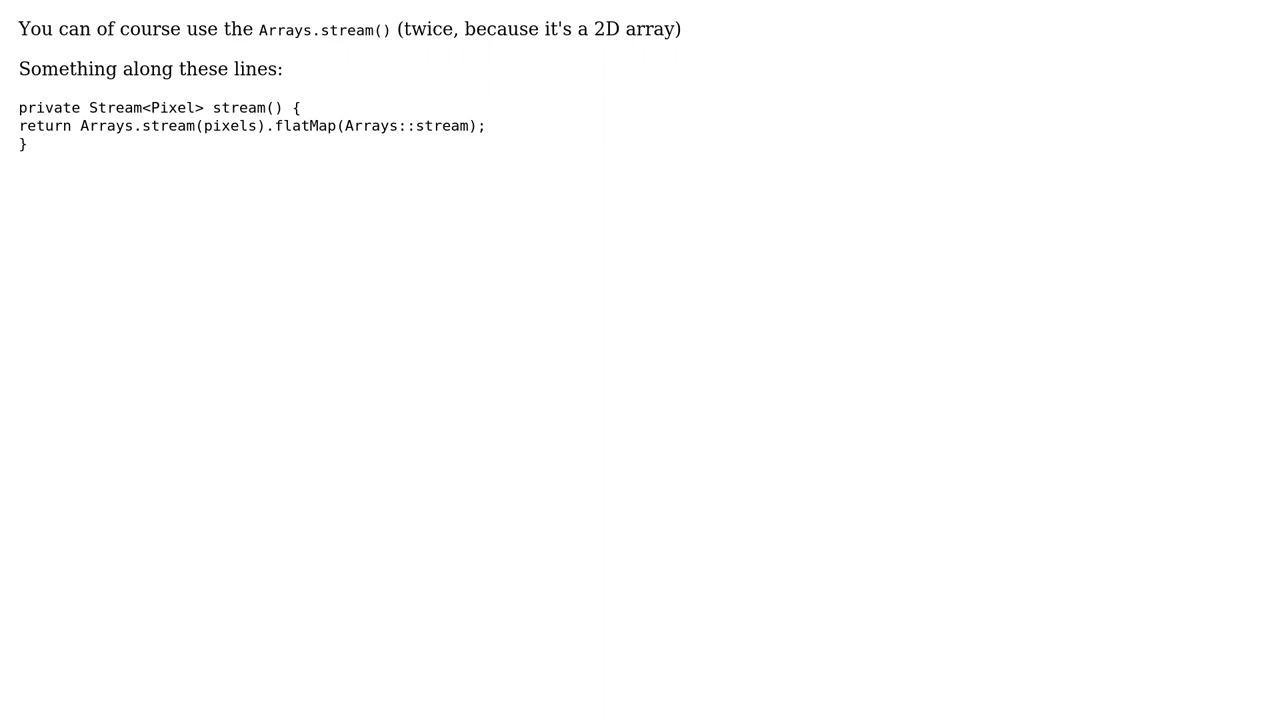 You can of course use the Arrays.stream() (twice, because it's a 2D array)
Something along these lines:
private Stream<Pixel> stream() {
return Arrays.stream(pixels).flatMap(Arrays::stream);
}